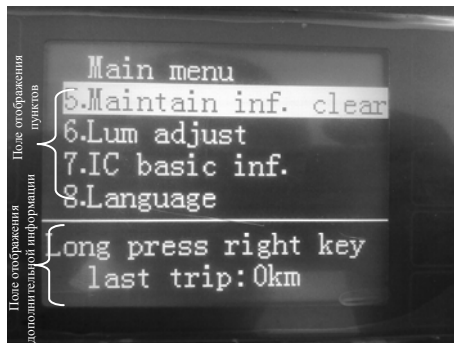 Поле отображения
пунктов
Поле отображения
дополнительной информации
Main menu
5.Maintain inf. clear
6.Lum adjust
7.IC basic inf.
8.Language
Long press right key
last trip:0km